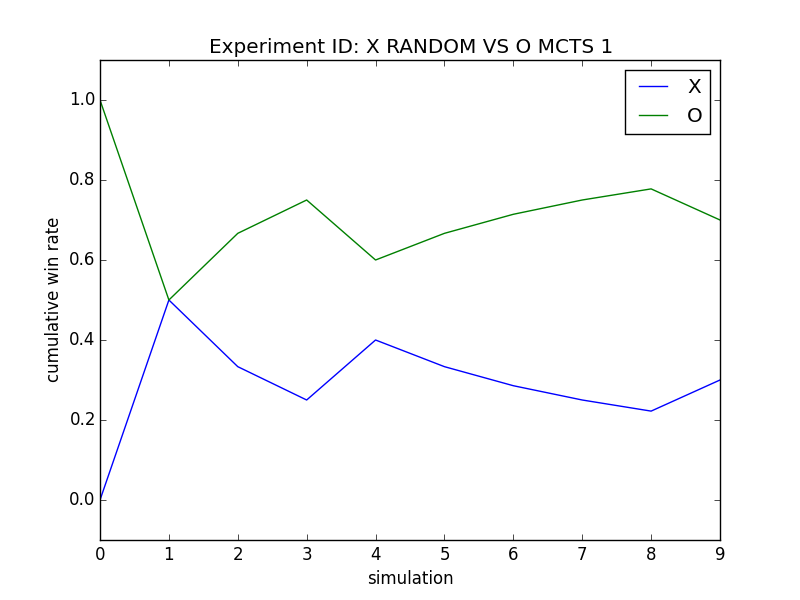 Experiment ID: X RANDOM VS O MCTS 1
X
O
1.0
0.8
0.6
0.4
0.2
0.0
cumulative win rate
0 1 2 3 4 5 6 7 8 9
simulation